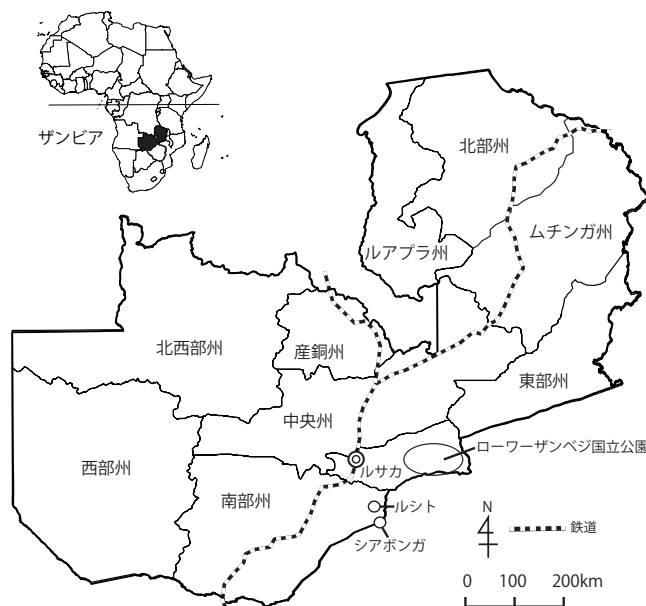 ザンビア
北部州
ムチンガ州
ルアプラ州
北西部州
産銅州
東部州
中央州
ローワーザンベジ国立公園
西部州
ルサカ
南部州
ルシト
N
鉄道
シアボンガ
0 100 200km